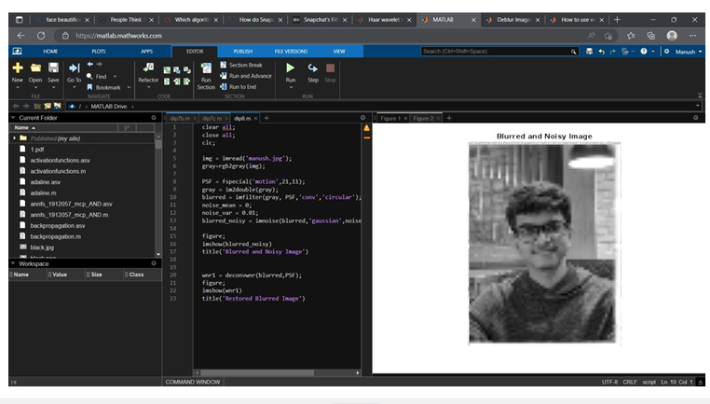 face beautific
People Think
Which algorit
How do Snap
Snapchat's Fil
Haar wavelet
MATLAB
Deblur Image
How to use
https://matlab.mathworks.com
HOME PLOTS APPS EDITOR PUBLISH FILE VERSIONS VIEW
Search (Ctrl+Shift+Space)
Manush
New Open Save Go To Find Bookmark Refactor Run Section Section Break Run and Advance Run to End Run Step Stop
FILE NAVIGATE CODE SECTION RUN
/ › MATLAB Drive ›
Current Folder
Name
Published (my site)
1.pdf
activationfunctions.asv
activationfunctions.m
adaline.asv
adaline.m
annfs_1912057_mcp_AND.asv
annfs_1912057_mcp_AND.m
backpropagation.asv
backpropagation.m
black.jpg
Workspace
Name Value Size Class
dip7b.m dip7c.m dip8.m
1 clear all;
2 close all;
3 clc;
4
5 img = imread('manush.jpg');
6 gray=rgb2gray(img);
7
8 PSF = fspecial('motion',21,11);
9 gray = im2double(gray);
10 blurred = imfilter(gray, PSF,'conv','circular');
11 noise_mean = 0;
12 noise_var = 0.01;
13 blurred_noisy = imnoise(blurred,'gaussian',noise
14
15 figure;
16 imshow(blurred_noisy)
17 title('Blurred and Noisy Image')
18
19
20 wnr1 = deconvwnr(blurred,PSF);
21 figure;
22 imshow(wnr1)
23 title('Restored Blurred Image')
Figure 1 Figure 2
Blurred and Noisy Image
COMMAND WINDOW
UTF-8 CRLF script Ln 19 Col 1